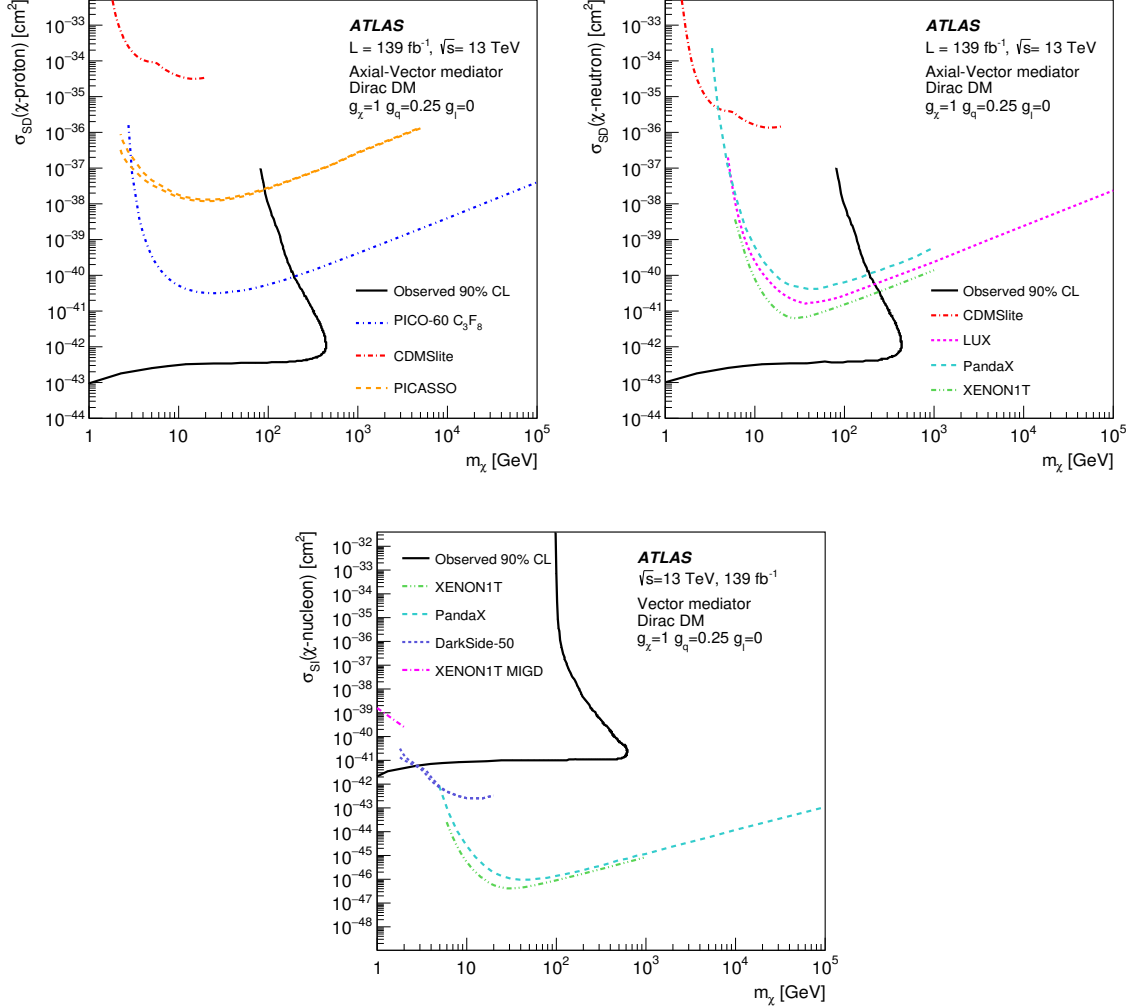 σSD(χ-proton) [cm²]
10⁻³³
10⁻³⁴
10⁻³⁵
10⁻³⁶
10⁻³⁷
10⁻³⁸
10⁻³⁹
10⁻⁴⁰
10⁻⁴¹
10⁻⁴²
10⁻⁴³
10⁻⁴⁴
ATLAS
L = 139 fb⁻¹, √s= 13 TeV
Axial-Vector mediator
Dirac DM
gχ=1 gq=0.25 gl=0
Observed 90% CL
PICO-60 C₃F₈
CDMSlite
PICASSO
1 10 10² 10³ 10⁴ 10⁵
mχ [GeV]
σSD(χ-neutron) [cm²]
10⁻³³
10⁻³⁴
10⁻³⁵
10⁻³⁶
10⁻³⁷
10⁻³⁸
10⁻³⁹
10⁻⁴⁰
10⁻⁴¹
10⁻⁴²
10⁻⁴³
10⁻⁴⁴
ATLAS
L = 139 fb⁻¹, √s= 13 TeV
Axial-Vector mediator
Dirac DM
gχ=1 gq=0.25 gl=0
Observed 90% CL
CDMSlite
LUX
PandaX
XENON1T
1 10 10² 10³ 10⁴ 10⁵
mχ [GeV]
σSI(χ-nucleon) [cm²]
10⁻³²
10⁻³³
10⁻³⁴
10⁻³⁵
10⁻³⁶
10⁻³⁷
10⁻³⁸
10⁻³⁹
10⁻⁴⁰
10⁻⁴¹
10⁻⁴²
10⁻⁴³
10⁻⁴⁴
10⁻⁴⁵
10⁻⁴⁶
10⁻⁴⁷
10⁻⁴⁸
Observed 90% CL
XENON1T
PandaX
DarkSide-50
XENON1T MIGD
ATLAS
√s=13 TeV, 139 fb⁻¹
Vector mediator
Dirac DM
gχ=1 gq=0.25 gl=0
1 10 10² 10³ 10⁴ 10⁵
mχ [GeV]